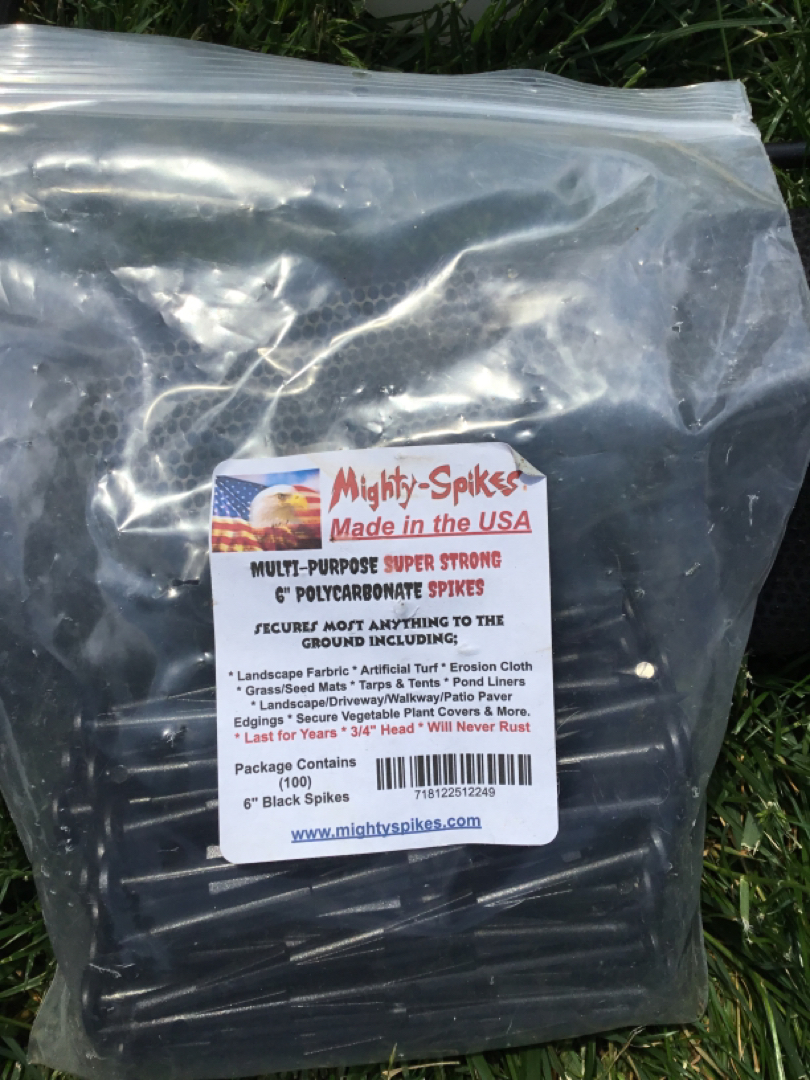 Mighty-Spikes
Made in the USA
MULTI-PURPOSE SUPER STRONG
6" POLYCARBONATE SPIKES
SECURES MOST ANYTHING TO THE
GROUND INCLUDING;
* Landscape Farbric * Artificial Turf * Erosion Cloth
* Grass/Seed Mats * Tarps & Tents * Pond Liners
* Landscape/Driveway/Walkway/Patio Paver
Edgings * Secure Vegetable Plant Covers & More.
* Last for Years * 3/4" Head * Will Never Rust
Package Contains
(100)
6" Black Spikes
718122512249
www.mightyspikes.com